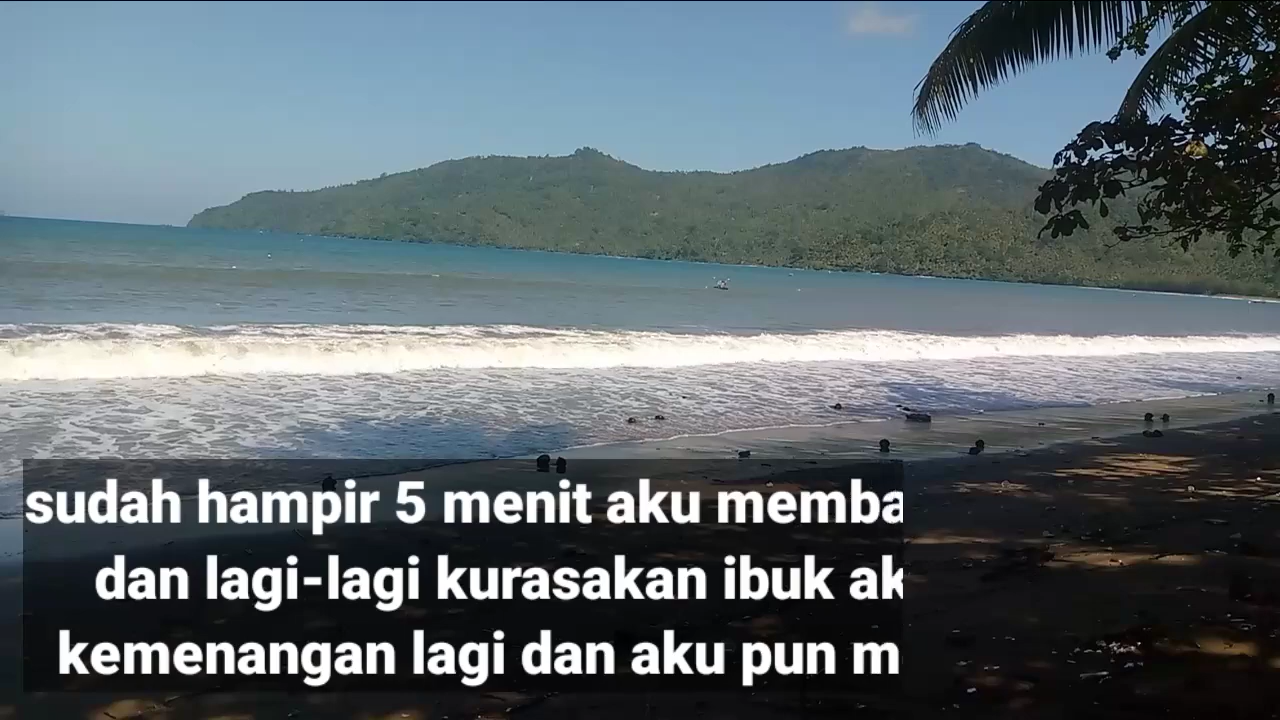 sudah hampir 5 menit aku memba
dan lagi-lagi kurasakan ibuk ak
kemenangan lagi dan aku pun m